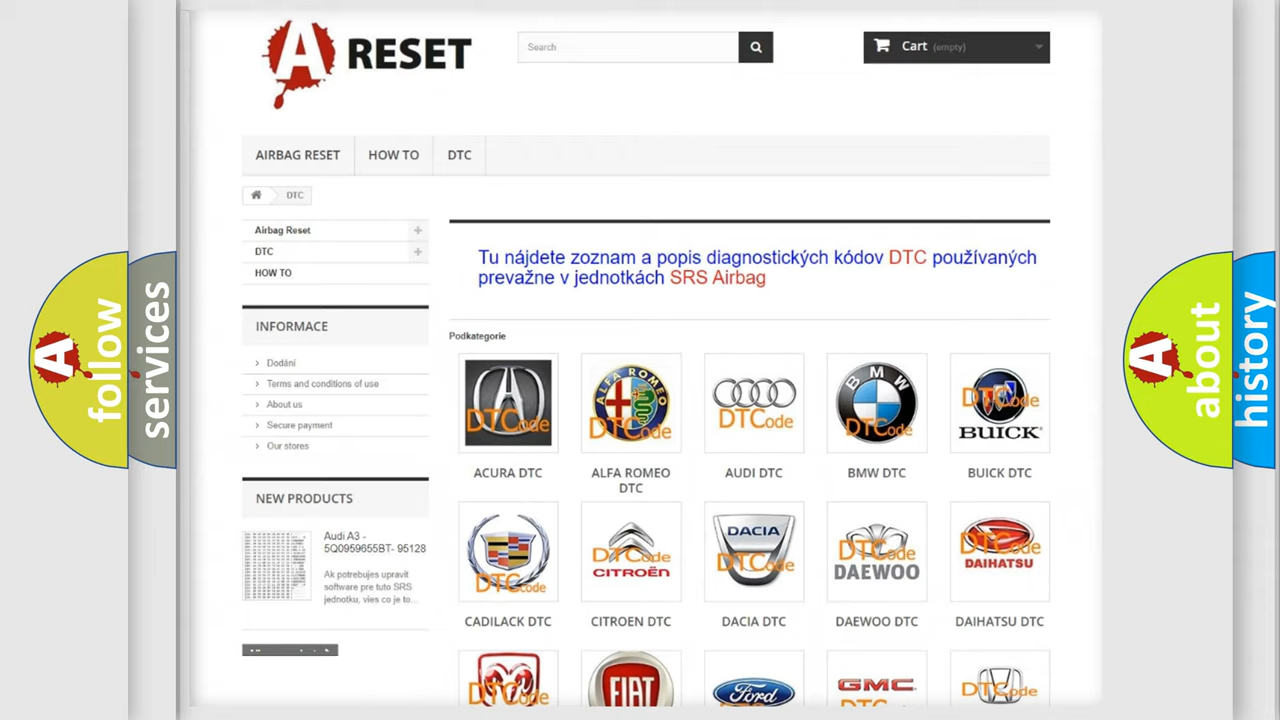 A RESET
Search
Cart (empty)
AIRBAG RESET
HOW TO
DTC
DTC
Airbag Reset
DTC
HOW TO
Tu nájdete zoznam a popis diagnostických kódov DTC používaných
prevažne v jednotkách SRS Airbag
INFORMACE
Dodání
Terms and conditions of use
About us
Secure payment
Our stores
NEW PRODUCTS
Audi A3 -
5Q0959655BT- 95128
Ak potrebujes upravit
software pre tuto SRS
jednotku, vies co je to...
Podkategorie
DTCode
ALFA ROMEO
DTCode
DTCode
BMW
DTCode
DTCode
BUICK
ACURA DTC
ALFA ROMEO
DTC
AUDI DTC
BMW DTC
BUICK DTC
DTCode
DTCode
CITROËN
DACIA
DTCode
DTCode
DAEWOO
DTCode
DAIHATSU
CADILACK DTC
CITROEN DTC
DACIA DTC
DAEWOO DTC
DAIHATSU DTC
DTCode
FIAT
Ford
GMC
DTCode
A follow
services
A about
history